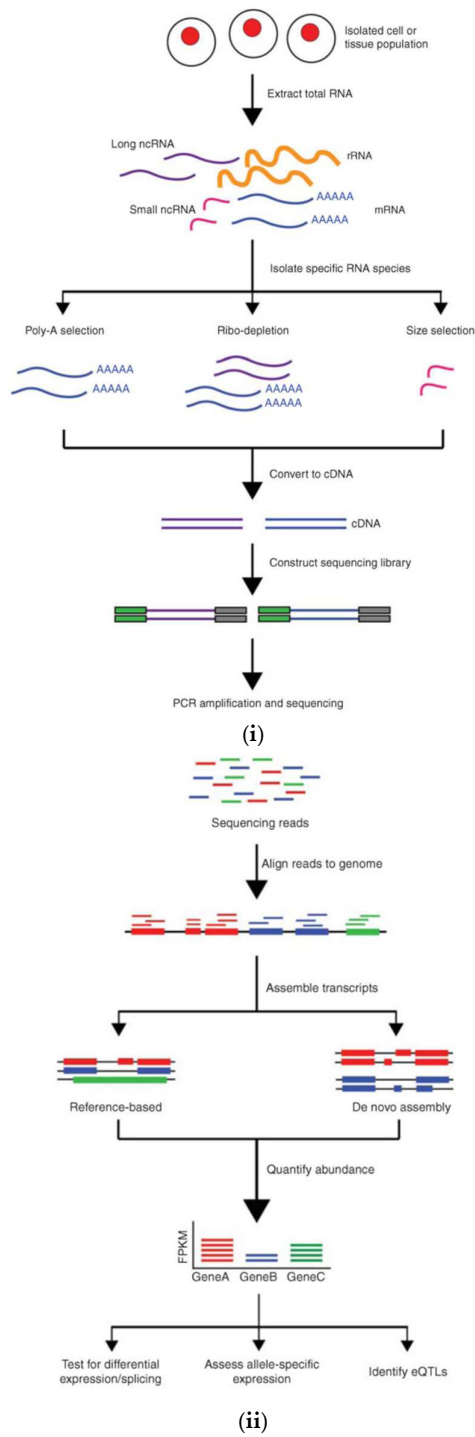 Isolated cell or
tissue population
Extract total RNA
Long ncRNA
rRNA
Small ncRNA
AAAAA
mRNA
AAAAA
Isolate specific RNA species
Poly-A selection
Ribo-depletion
Size selection
AAAAA
AAAAA
AAAAA
AAAAA
Convert to cDNA
cDNA
Construct sequencing library
PCR amplification and sequencing
(i)
Sequencing reads
Align reads to genome
Assemble transcripts
Reference-based
De novo assembly
Quantify abundance
FPKM
GeneA GeneB GeneC
Test for differential
expression/splicing
Assess allele-specific
expression
Identify eQTLs
(ii)